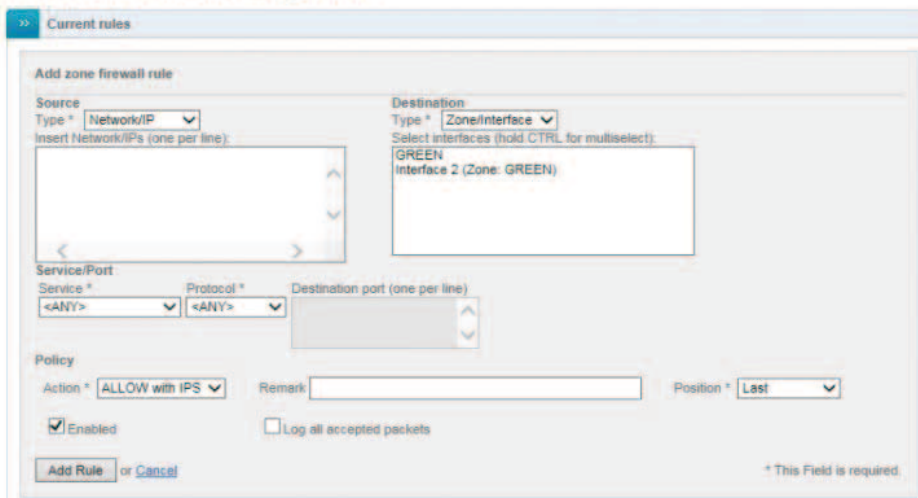 » Current rules
Add zone firewall rule
Source
Destination
Type * Network/IP
Type * Zone/Interface
Insert Network/IPs (one per line):
Select interfaces (hold CTRL for multiselect):
GREEN
Interface 2 (Zone: GREEN)
Service/Port
Service * Protocol * Destination port (one per line)
<ANY> <ANY>
Policy
Action * ALLOW with IPS Remark Position * Last
Enabled Log all accepted packets
Add Rule or Cancel * This Field is required.